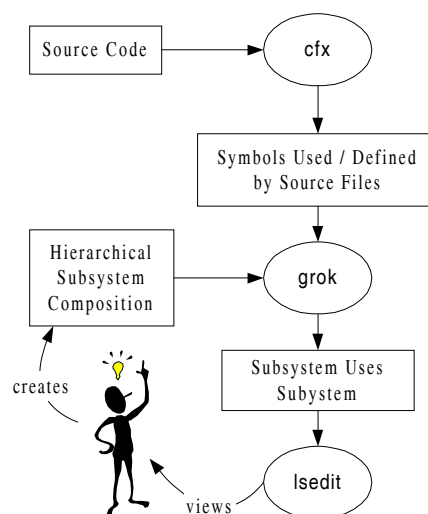 Source Code
cfx
Symbols Used / Defined
by Source Files
Hierarchical
Subsystem
Composition
grok
Subsystem Uses
Subystem
creates
lsedit
views